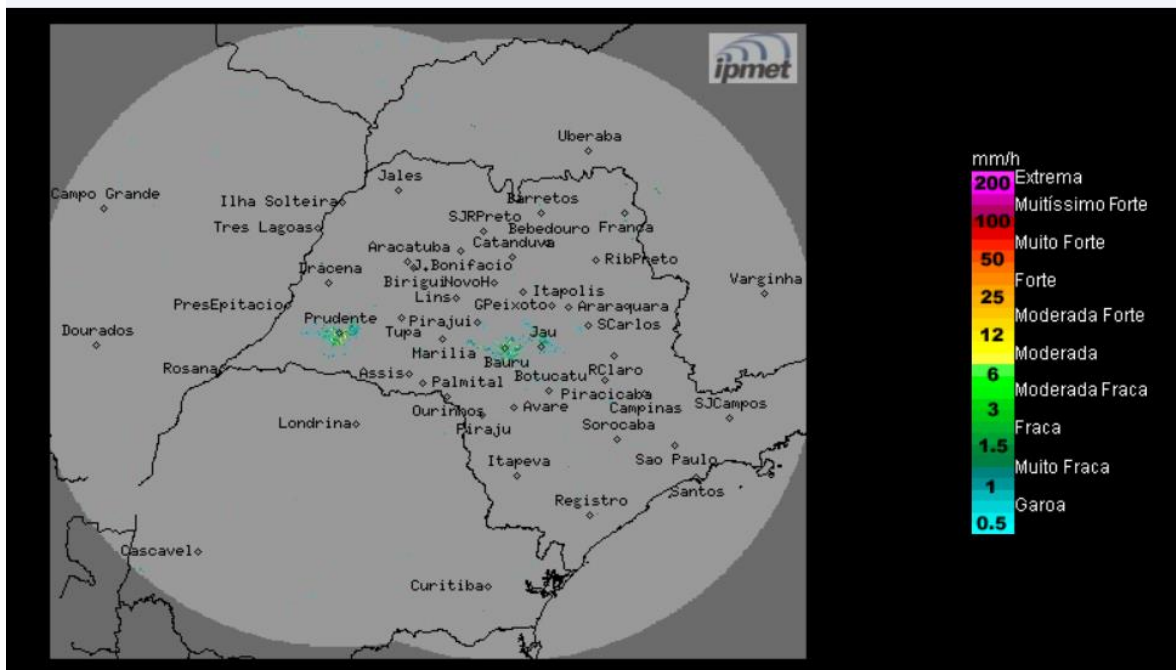 ipmet
Uberaba
Jales
Campo Grande
Ilha Solteira
Barretos
SJRPreto
Tres Lagoas
Bebedouro
Franca
Catanduva
Aracatuba
J.Bonifacio
RibPreto
Dracena
Birigui
NovoH
Varginha
Lins
Itapolis
PresEpitacio
GPeixoto
Araraquara
Prudente
Pirajui
SCarlos
Dourados
Tupa
Jau
Marilia
Bauru
Rosana
Assis
Botucatu
RClaro
Palmital
Piracicaba
Ourinhos
Avare
Campinas
SJCampos
Londrina
Piraju
Sorocaba
Itapeva
Sao Paulo
Santos
Registro
Cascavel
Curitiba
mm/h
200 Extrema
Muitíssimo Forte
100
Muito Forte
50
Forte
25
Moderada Forte
12
Moderada
6
Moderada Fraca
3
Fraca
1.5
Muito Fraca
1
Garoa
0.5